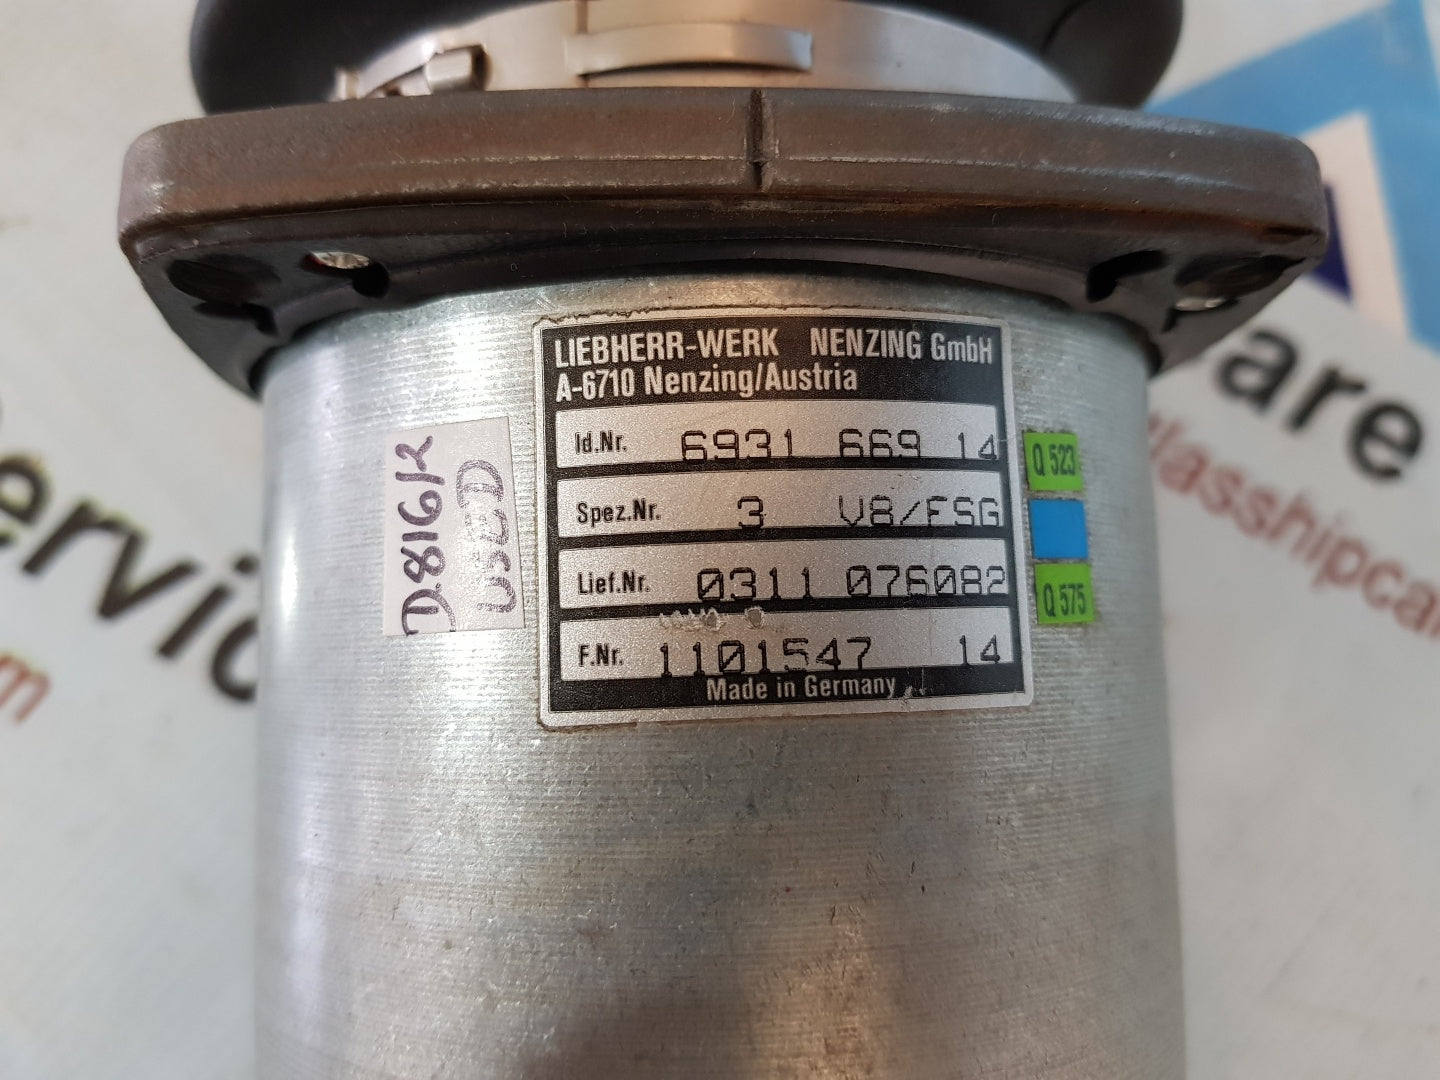 LIEBHERR-WERK NENZING GmbH
A-6710 Nenzing/Austria
Id.Nr. 6931 669 14
Spez.Nr. 3 V8/FSG
Lief.Nr. 0311 076082
F.Nr. 1101547 14
Made in Germany
D816/2
USED
Q 523
Q 575